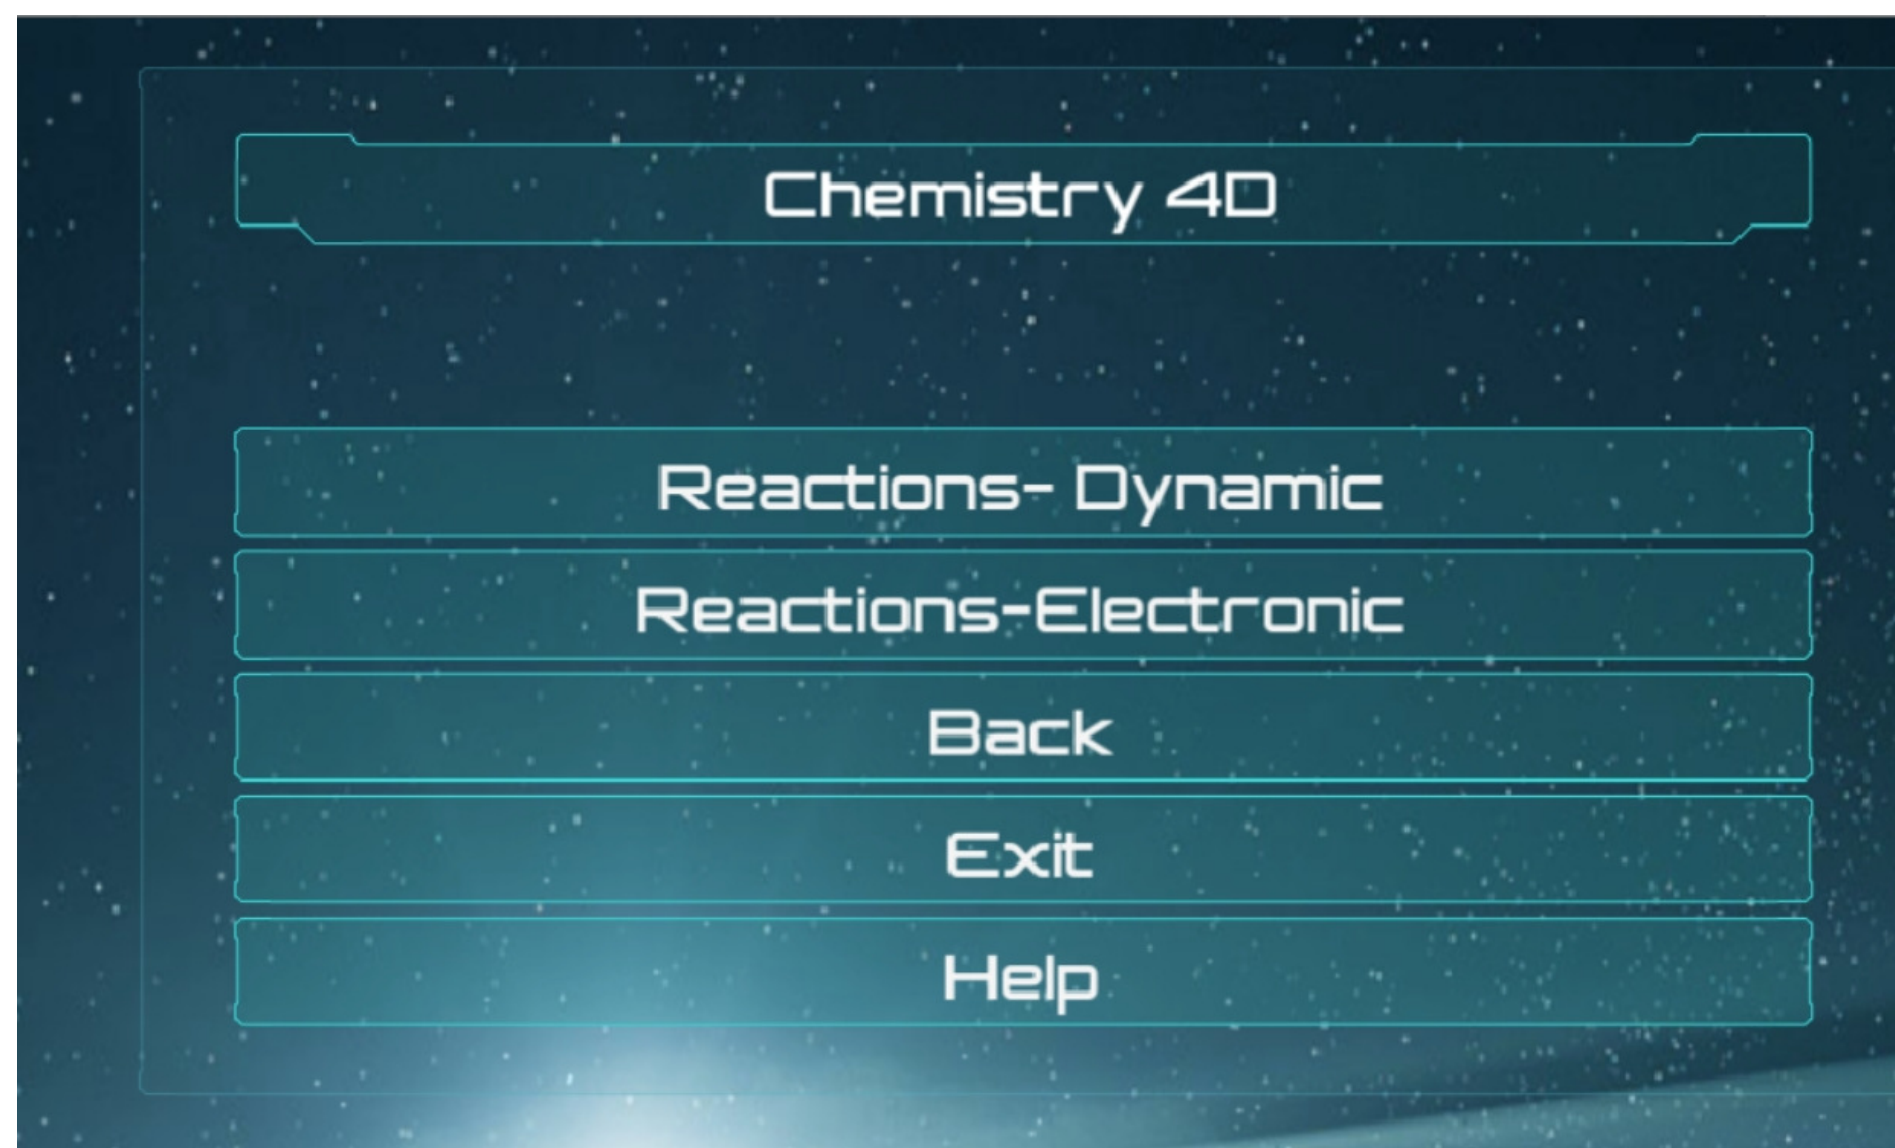 Chemistry 4D
Reactions- Dynamic
Reactions-Electronic
Back
Exit
Help